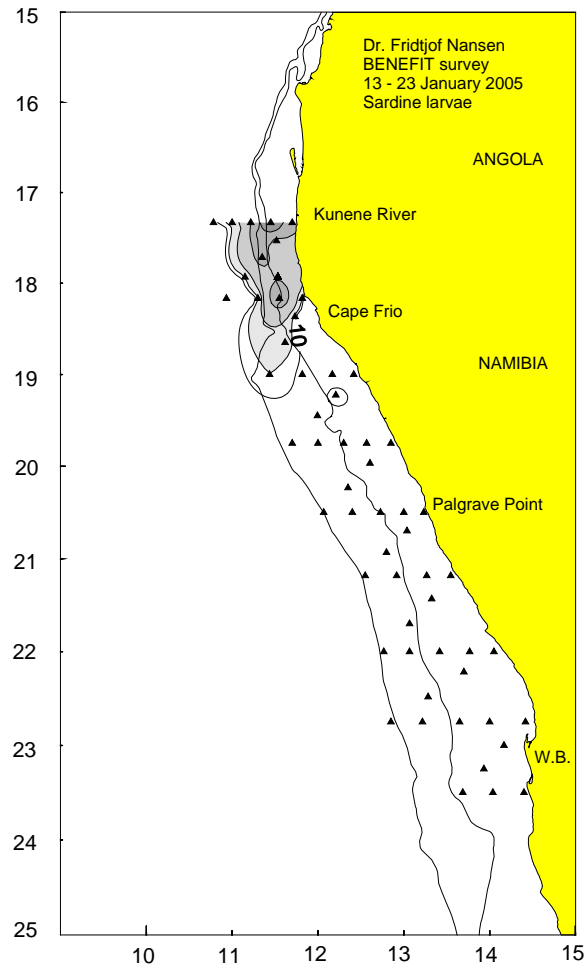 15
Dr. Fridtjof Nansen
BENEFIT survey
13 - 23 January 2005
Sardine larvae
16
ANGOLA
17
Kunene River
18
Cape Frio
10
NAMIBIA
19
20
Palgrave Point
21
22
23
W.B.
24
25
10
11
12
13
14
15